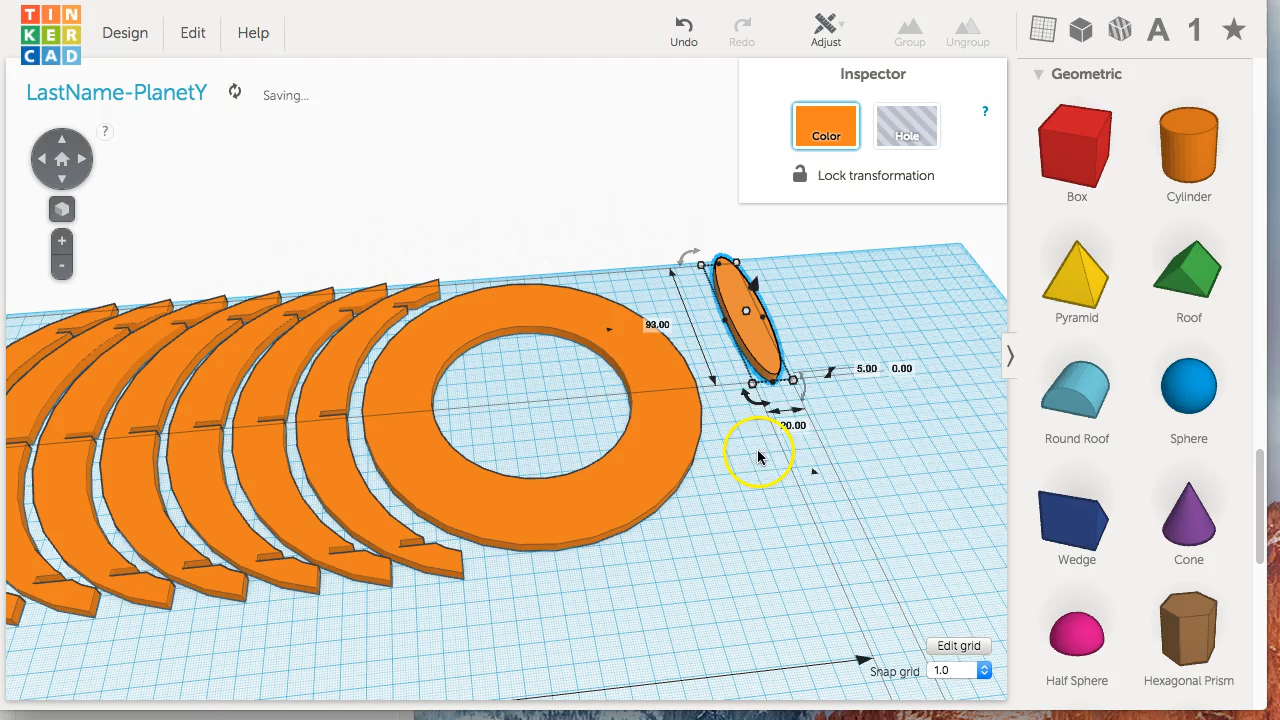 TIN
KER
CAD
Design
Edit
Help
Undo
Redo
Adjust
Group
Ungroup
A
1
LastName-PlanetY
Saving...
?
Inspector
Color
Hole
?
Lock transformation
Geometric
Box
Cylinder
Pyramid
Roof
Round Roof
Sphere
Wedge
Cone
Half Sphere
Hexagonal Prism
+
-
93.00
5.00
0.00
20.00
Edit grid
Snap grid
1.0